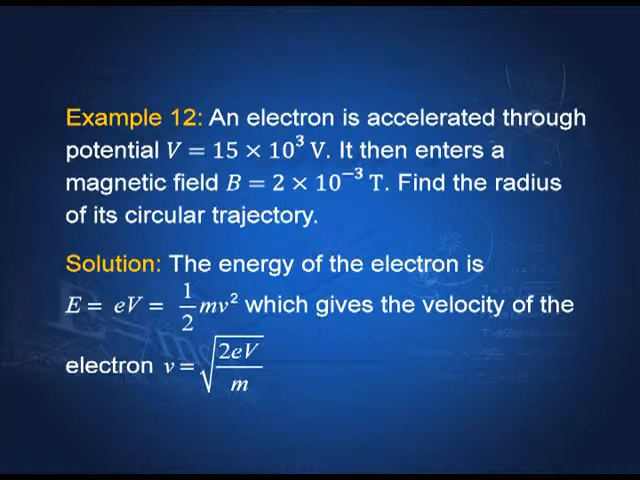 Example 12: An electron is accelerated through
potential V = 15 × 10³ V. It then enters a
magnetic field B = 2 × 10⁻³ T. Find the radius
of its circular trajectory.
Solution: The energy of the electron is
E = eV = 1/2 mv² which gives the velocity of the
electron v = √(2eV/m)